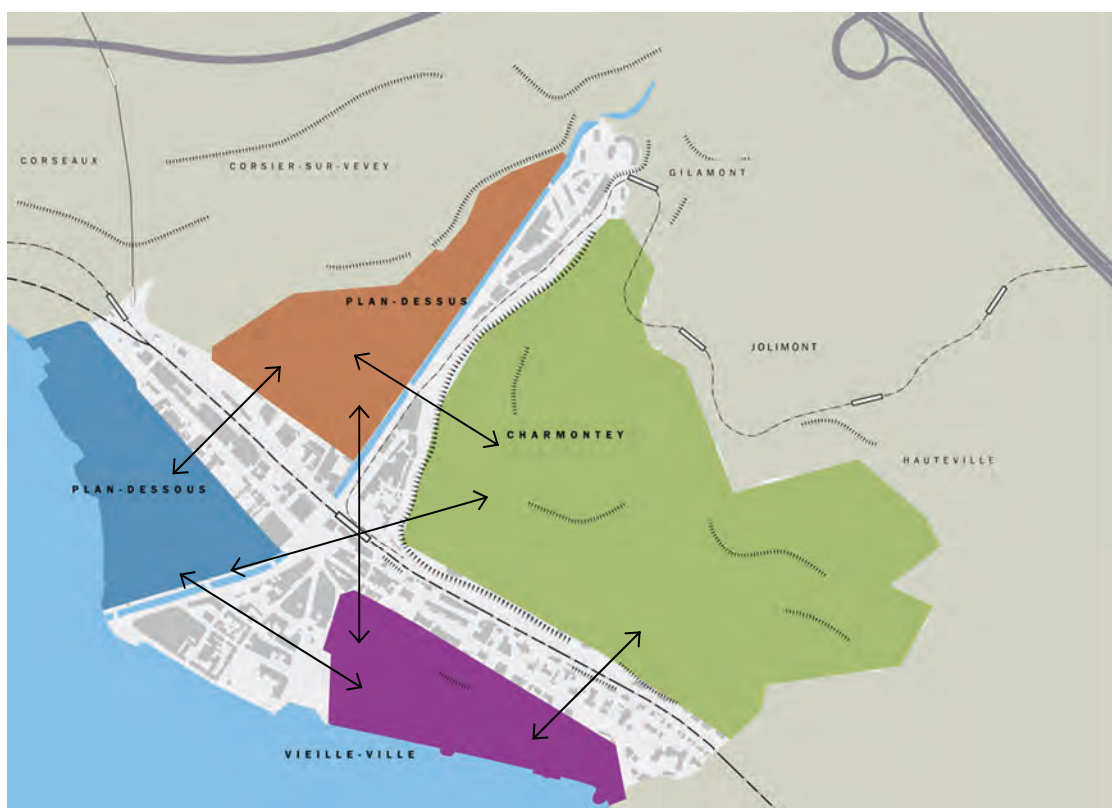 CORSEAUX
CORSIER-SUR-VEVEY
GILAMONT
PLAN-DESSUS
JOLIMONT
CHARMONTEY
HAUTEVILLE
PLAN-DESSOUS
VIEILLE-VILLE